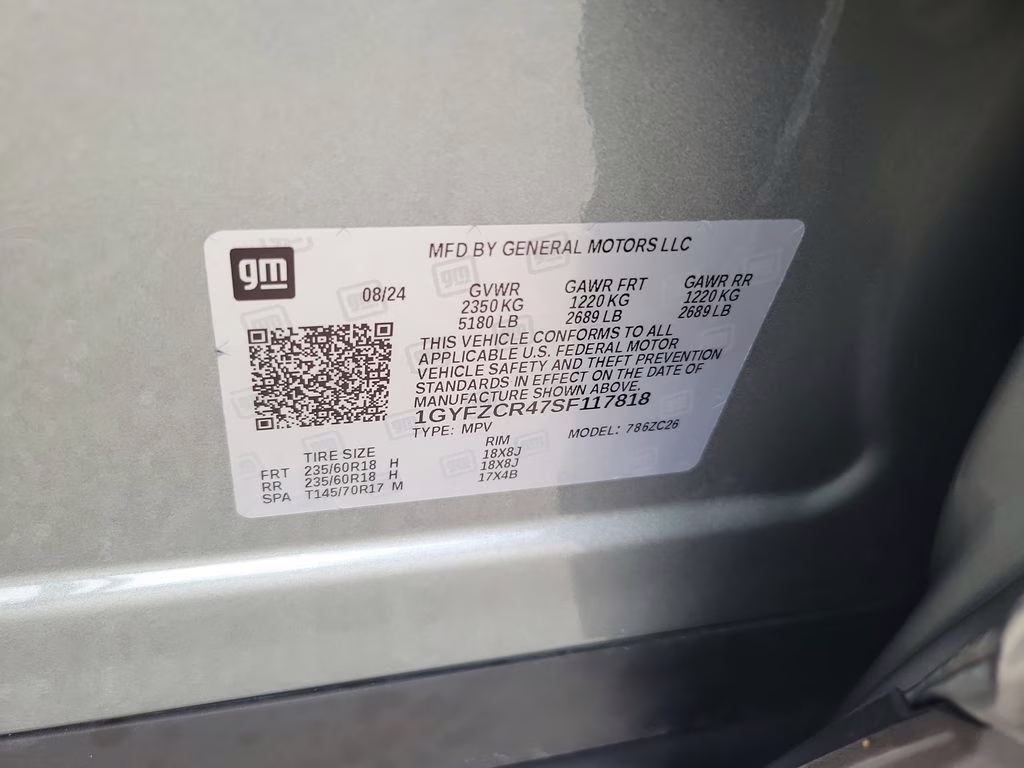 gm
MFD BY GENERAL MOTORS LLC
08/24 GVWR GAWR FRT GAWR RR
2350 KG 1220 KG 1220 KG
5180 LB 2689 LB 2689 LB
THIS VEHICLE CONFORMS TO ALL
APPLICABLE U.S. FEDERAL MOTOR
VEHICLE SAFETY AND THEFT PREVENTION
STANDARDS IN EFFECT ON THE DATE OF
MANUFACTURE SHOWN ABOVE.
1GYFZCR47SF117818
TYPE: MPV MODEL: 786ZC26
TIRE SIZE RIM
FRT 235/60R18 H 18X8J
RR 235/60R18 H 18X8J
SPA T145/70R17 M 17X4B